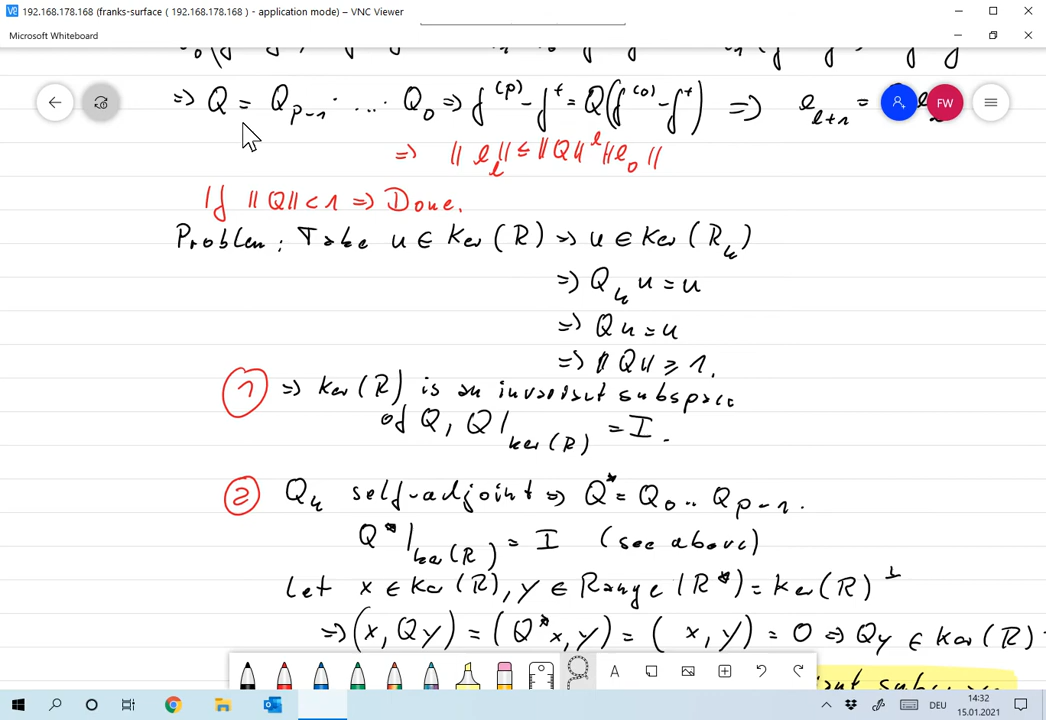 192.168.178.168 (franks-surface ( 192.168.178.168 ) - application mode) – VNC Viewer
Microsoft Whiteboard
FW
⇒ Q = Q_{p-1} · ... Q_0 ⇒ f^{(p)} - f^+ = Q(f^{(0)} - f^+) ⇒ e_{l+1} =
⇒ ||e_l|| ≤ ||Q||^l ||e_0||
If ||Q|| < 1 ⇒ Done.
Problem: Take u ∈ Ker(R) ⇒ u ∈ Ker(R_k)
⇒ Q_k u = u
⇒ Qu = u
⇒ ||Q|| ≥ 1.
① ⇒ ker(R) is an invariant subspace
of Q, Q|_{ker(R)} = I.
② Q_k self-adjoint ⇒ Q* = Q_0 .. Q_{p-1}.
Q*|_{ker(R)} = I (see above)
Let x ∈ Ker(R), y ∈ Range(R*) = Ker(R)^⊥
⇒ (x, Qy) = (Q*x, y) = (x, y) = 0 ⇒ Qy ∈ Ker(R)
A
DEU
14:32
15.01.2021